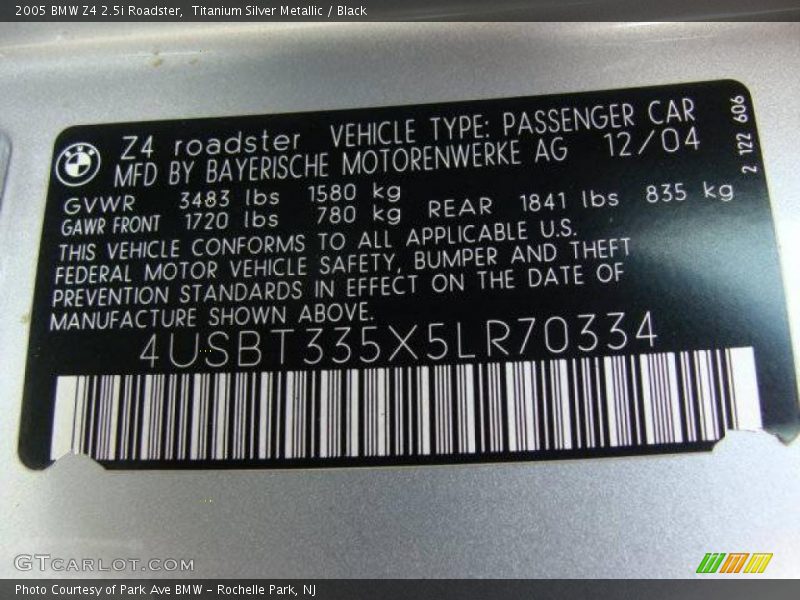 2005 BMW Z4 2.5i Roadster,  Titanium Silver Metallic / Black
BMW
Z4 roadster VEHICLE TYPE: PASSENGER CAR
MFD BY BAYERISCHE MOTORENWERKE AG 12/04
2 122 606
GVWR 3483 lbs 1580 kg
GAWR FRONT 1720 lbs 780 kg REAR 1841 lbs 835 kg
THIS VEHICLE CONFORMS TO ALL APPLICABLE U.S.
FEDERAL MOTOR VEHICLE SAFETY, BUMPER AND THEFT
PREVENTION STANDARDS IN EFFECT ON THE DATE OF
MANUFACTURE SHOWN ABOVE.
4USBT335X5LR70334
GTCARLOT.COM
Photo Courtesy of Park Ave BMW - Rochelle Park, NJ